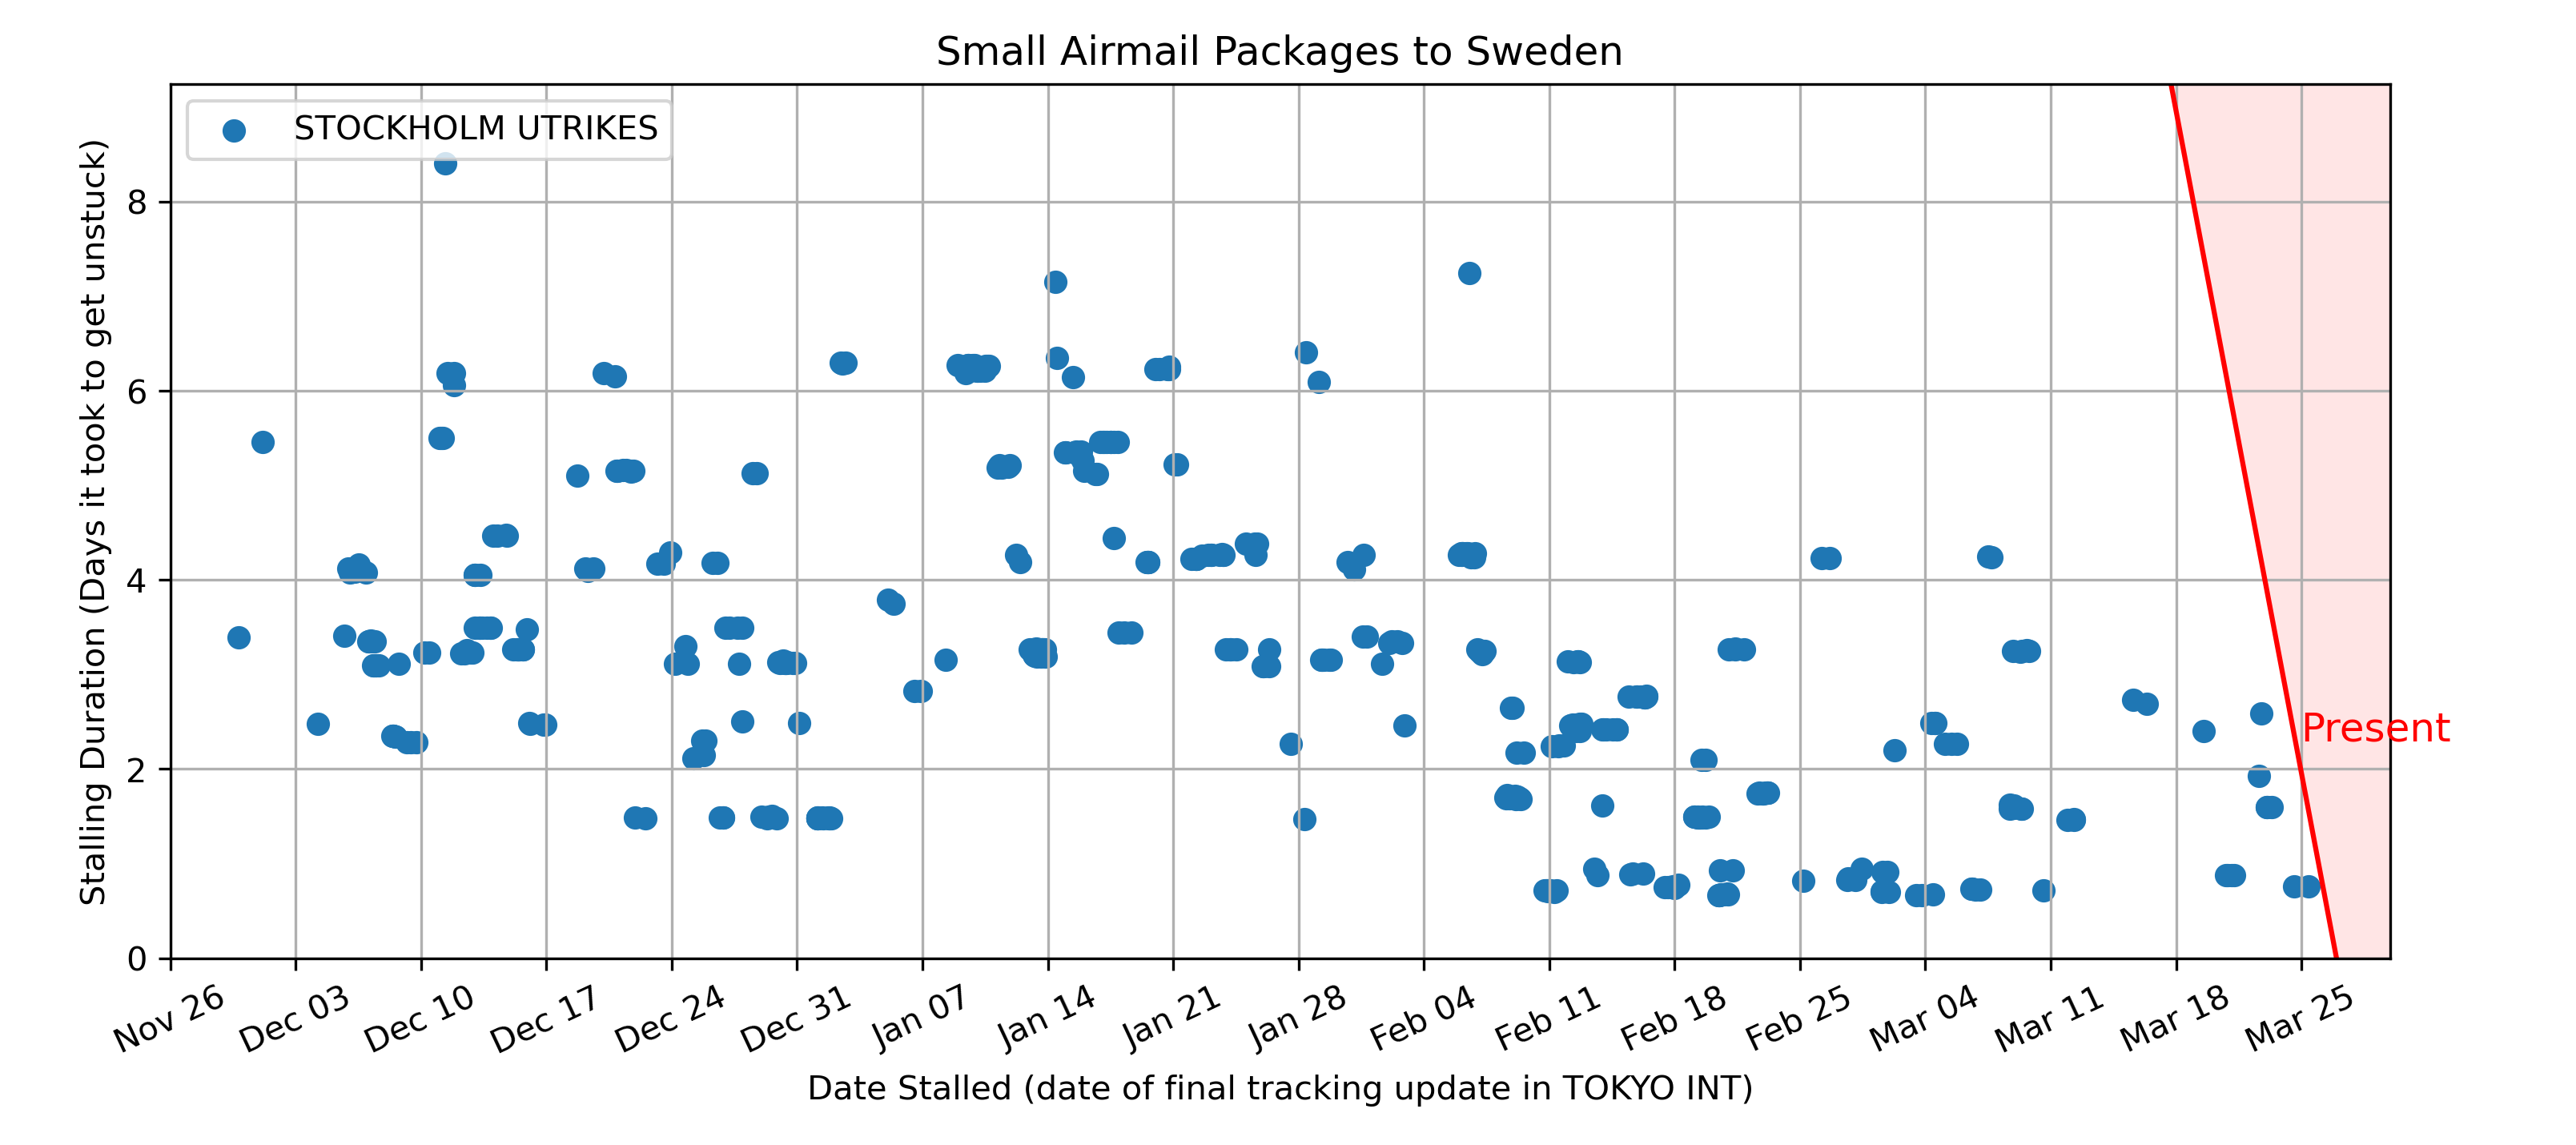 Small Airmail Packages to Sweden
STOCKHOLM UTRIKES
Stalling Duration (Days it took to get unstuck)
8
6
4
2
0
Present
Nov 26
Dec 03
Dec 10
Dec 17
Dec 24
Dec 31
Jan 07
Jan 14
Jan 21
Jan 28
Feb 04
Feb 11
Feb 18
Feb 25
Mar 04
Mar 11
Mar 18
Mar 25
Date Stalled (date of final tracking update in TOKYO INT)